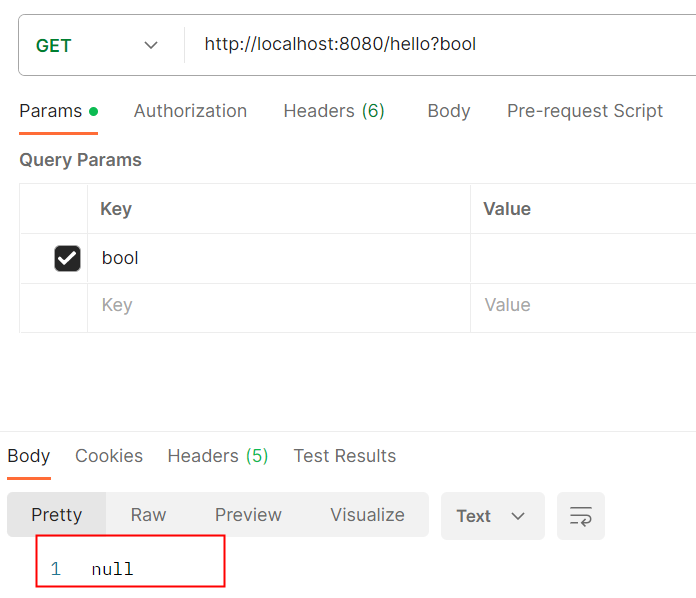 GET http://localhost:8080/hello?bool
Params Authorization Headers (6) Body Pre-request Script
Query Params
Key Value
bool
Key Value
Body Cookies Headers (5) Test Results
Pretty Raw Preview Visualize Text
1 null